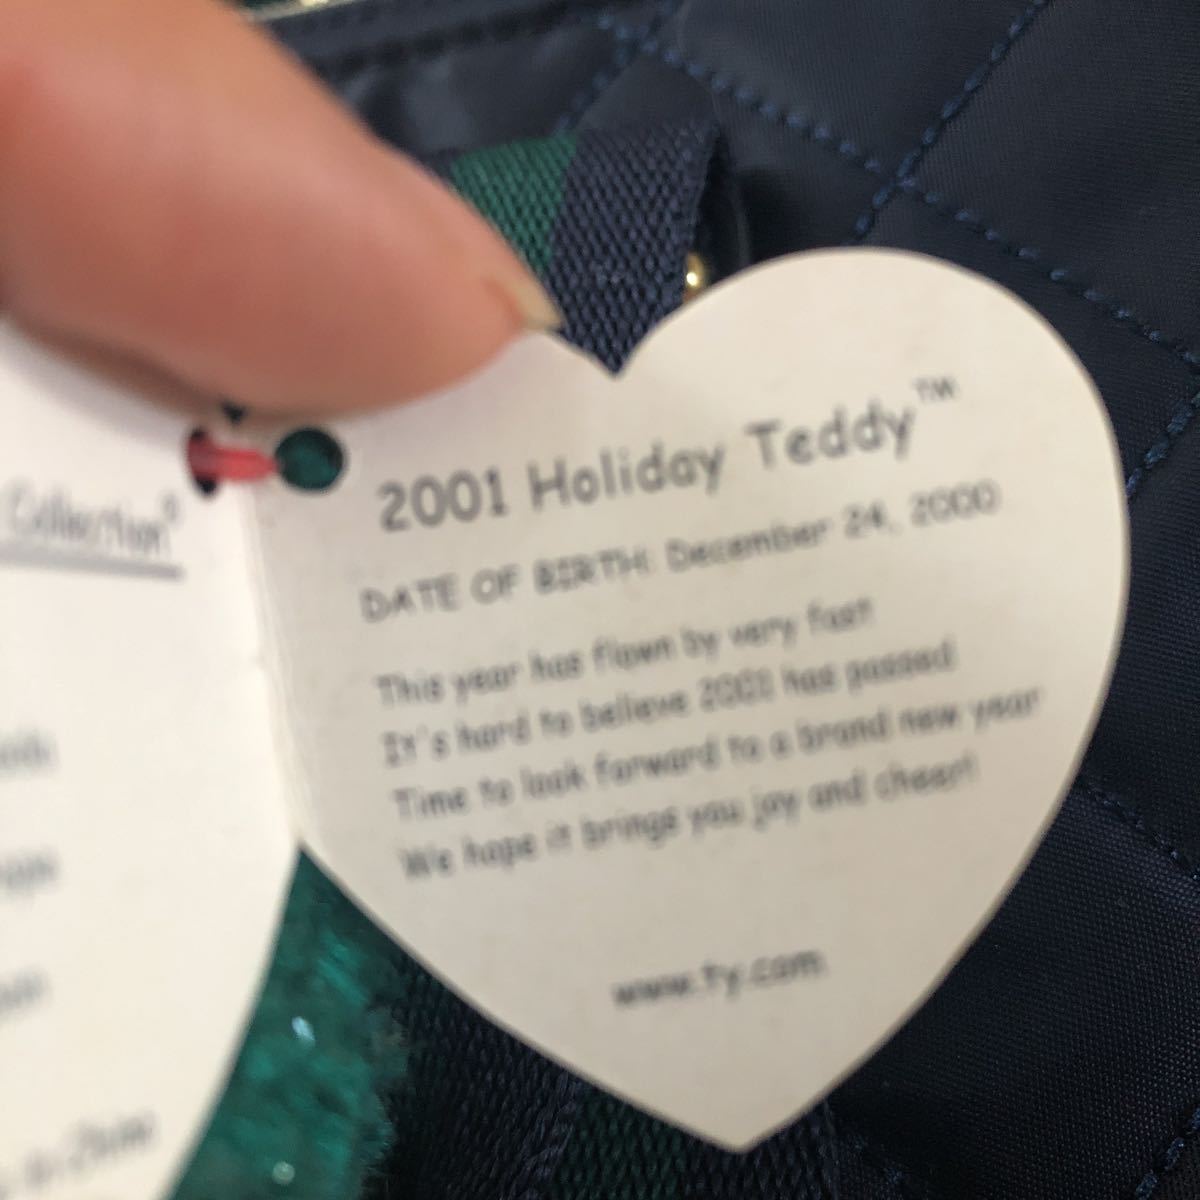 Collection®
2001 Holiday Teddy™
DATE OF BIRTH: December 24, 2000
This year has flown by very fast
It's hard to believe 2001 has passed
Time to look forward to a brand new year
We hope it brings you joy and cheer!
www.ty.com
in China